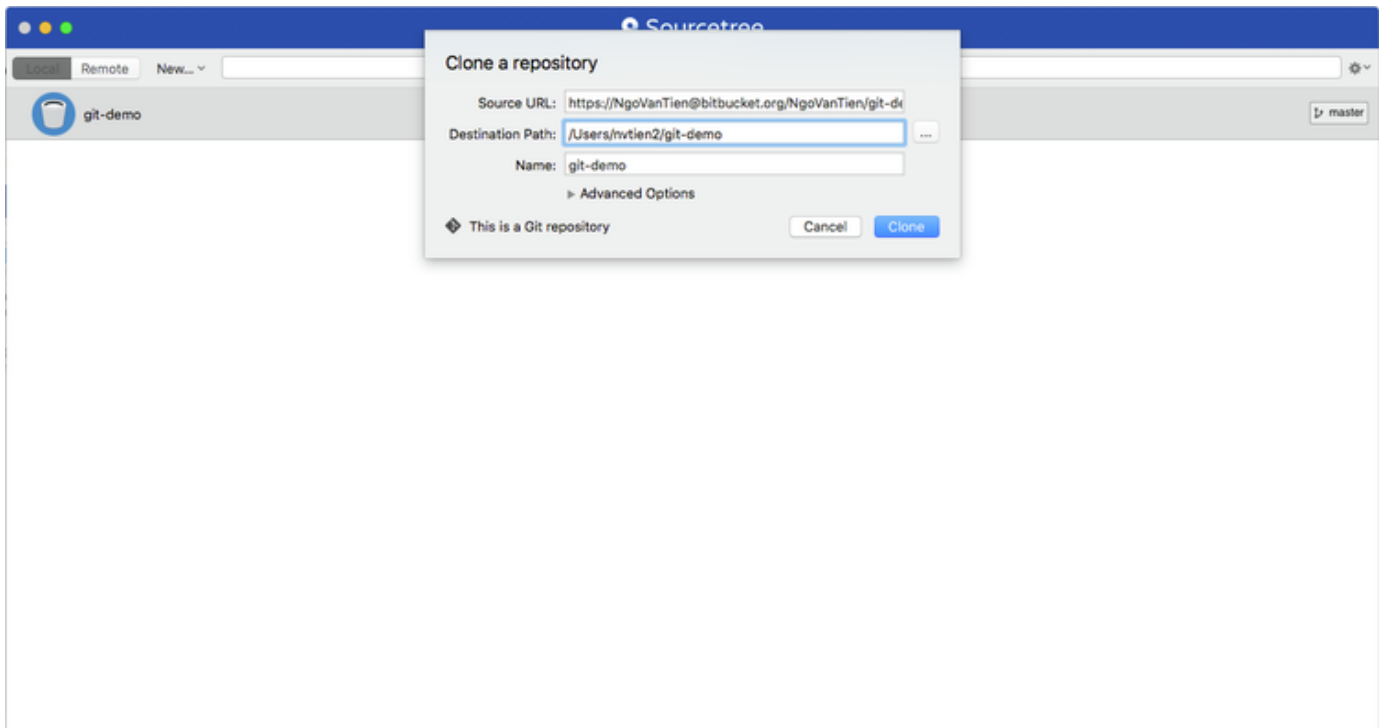 Sourcetree
Local Remote New...
git-demo
master
Clone a repository
Source URL: https://NgoVanTien@bitbucket.org/NgoVanTien/git-de
Destination Path: /Users/nvtien2/git-demo ...
Name: git-demo
Advanced Options
This is a Git repository
Cancel Clone